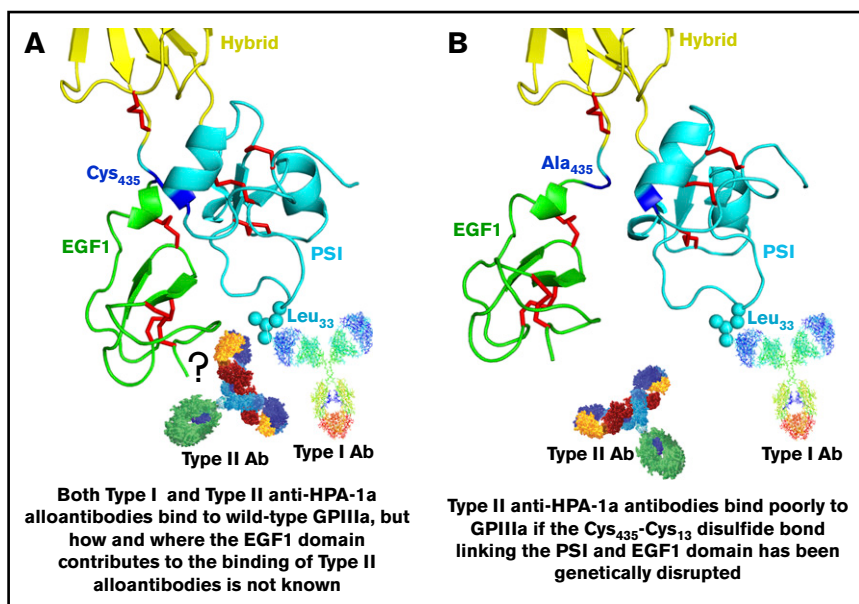 A
Hybrid
Cys435
EGF1
PSI
Leu33
?
Type II Ab
Type I Ab
Both Type I and Type II anti-HPA-1a
alloantibodies bind to wild-type GPIIIa, but
how and where the EGF1 domain
contributes to the binding of Type II
alloantibodies is not known
B
Hybrid
Ala435
EGF1
PSI
Leu33
Type II Ab
Type I Ab
Type II anti-HPA-1a antibodies bind poorly to
GPIIIa if the Cys435-Cys13 disulfide bond
linking the PSI and EGF1 domain has been
genetically disrupted